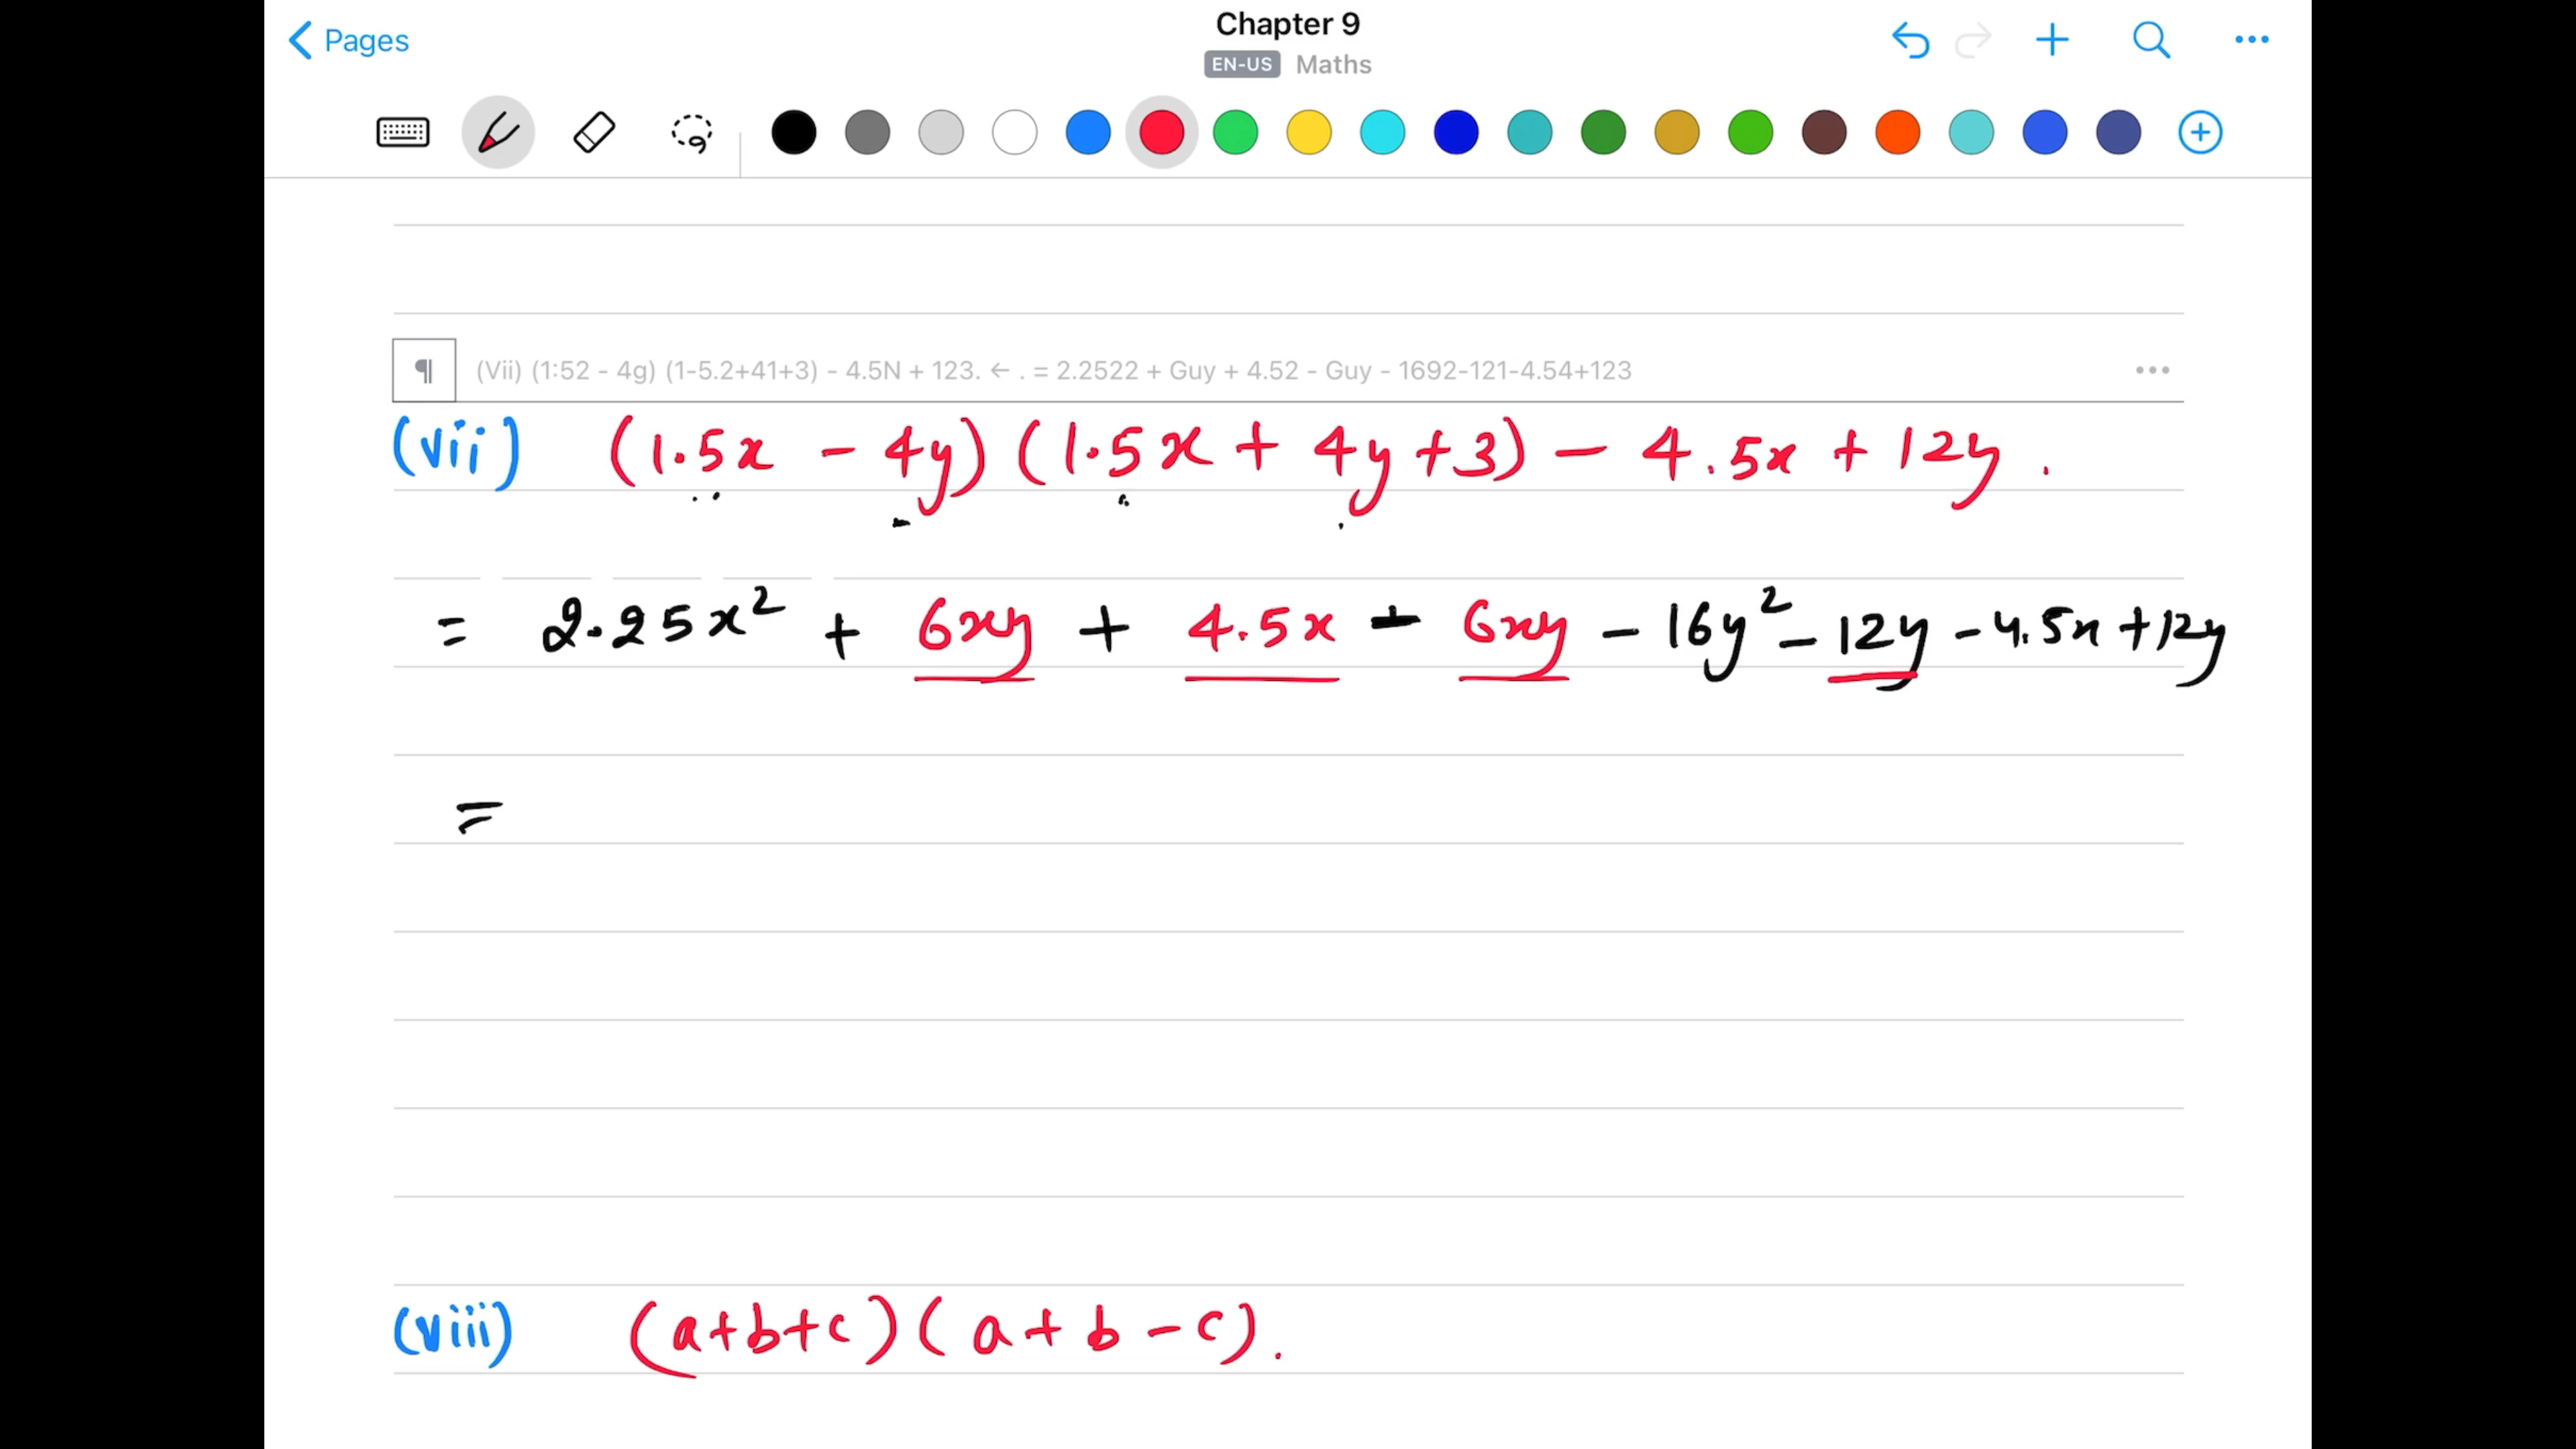 Pages
Chapter 9
EN-US Maths
¶ (Vii) (1:52 - 4g) (1-5.2+41+3) - 4.5N + 123. ← . = 2.2522 + Guy + 4.52 - Guy - 1692-121-4.54+123
(vii) (1.5x - 4y) (1.5x + 4y + 3) - 4.5x + 12y .
= 2.25x² + 6xy + 4.5x - 6xy - 16y² - 12y - 4.5x + 12y
=
(viii) (a+b+c)(a+b-c).